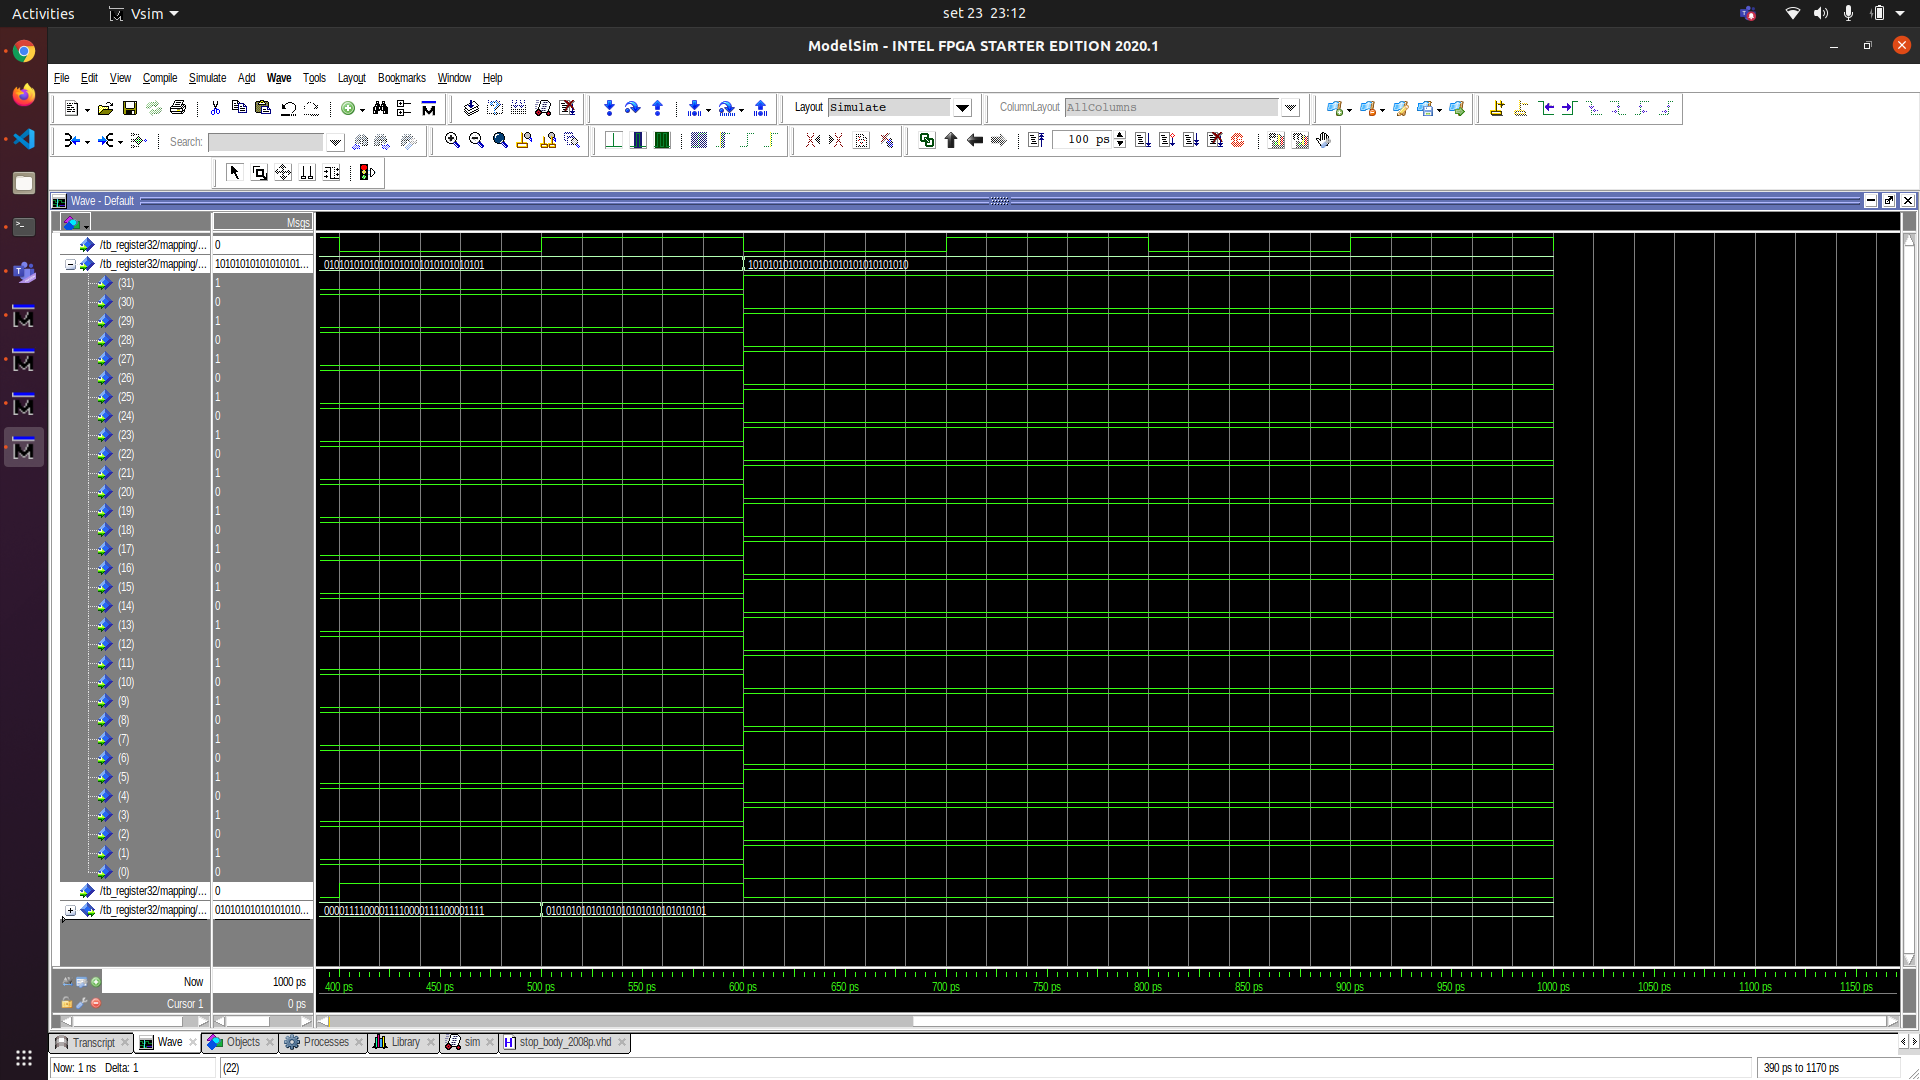 Activities Vsim set 23 23:12
ModelSim - INTEL FPGA STARTER EDITION 2020.1
File Edit View Compile Simulate Add Wave Tools Layout Bookmarks Window Help
Layout Simulate ColumnLayout AllColumns
Search: 100 ps
Wave - Default
Msgs
/tb_register32/mapping/... 0
/tb_register32/mapping/... 10101010101010101... 01010101010101010101010101010101 10101010101010101010101010101010
(31) 1
(30) 0
(29) 1
(28) 0
(27) 1
(26) 0
(25) 1
(24) 0
(23) 1
(22) 0
(21) 1
(20) 0
(19) 1
(18) 0
(17) 1
(16) 0
(15) 1
(14) 0
(13) 1
(12) 0
(11) 1
(10) 0
(9) 1
(8) 0
(7) 1
(6) 0
(5) 1
(4) 0
(3) 1
(2) 0
(1) 1
(0) 0
/tb_register32/mapping/... 0
/tb_register32/mapping/... 01010101010101010... 00001111000011110000111100001111 01010101010101010101010101010101
Now 1000 ps 400 ps 450 ps 500 ps 550 ps 600 ps 650 ps 700 ps 750 ps 800 ps 850 ps 900 ps 950 ps 1000 ps 1050 ps 1100 ps 1150 ps
Cursor 1 0 ps
Transcript Wave Objects Processes Library sim stop_body_2008p.vhd
Now: 1 ns Delta: 1 (22) 390 ps to 1170 ps